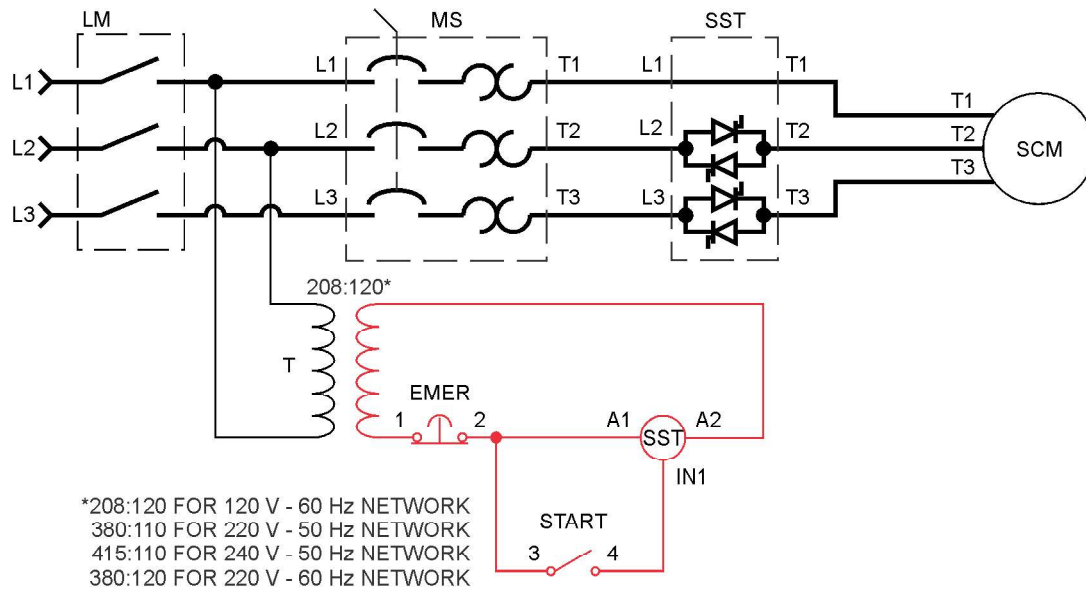 LM MS SST
L1 L1 T1 L1 T1
T1
L2 L2 T2 L2 T2 T2 SCM
T3
L3 L3 T3 L3 T3
208:120*
T
EMER
1 2 A1 SST A2
IN1
*208:120 FOR 120 V - 60 Hz NETWORK
380:110 FOR 220 V - 50 Hz NETWORK
415:110 FOR 240 V - 50 Hz NETWORK
380:120 FOR 220 V - 60 Hz NETWORK
START
3 4